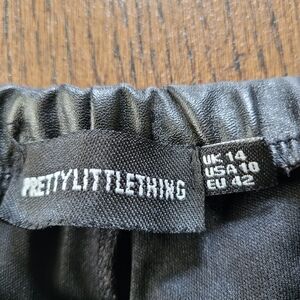 PRETTYLITTLETHING
UK 14
USA 10
EU 42